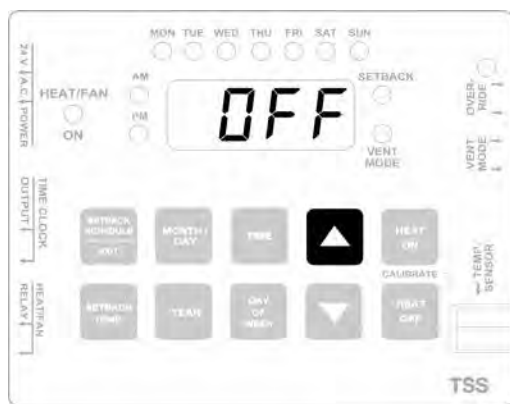 MON TUE WED THU FRI SAT SUN
24 V
A.C.
POWER
HEAT/FAN
ON
AM
PM
OFF
SETBACK
VENT
MODE
OVER-
RIDE
VENT
MODE
TIME CLOCK
OUTPUT
SETBACK
SCHEDULE
EXIT
MONTH /
DAY
TIME
HEAT
ON
CALIBRATE
TEMP.
SENSOR
HEAT/FAN
RELAY
SETBACK
TEMP
YEAR
DAY
OF
WEEK
HEAT
OFF
TSS